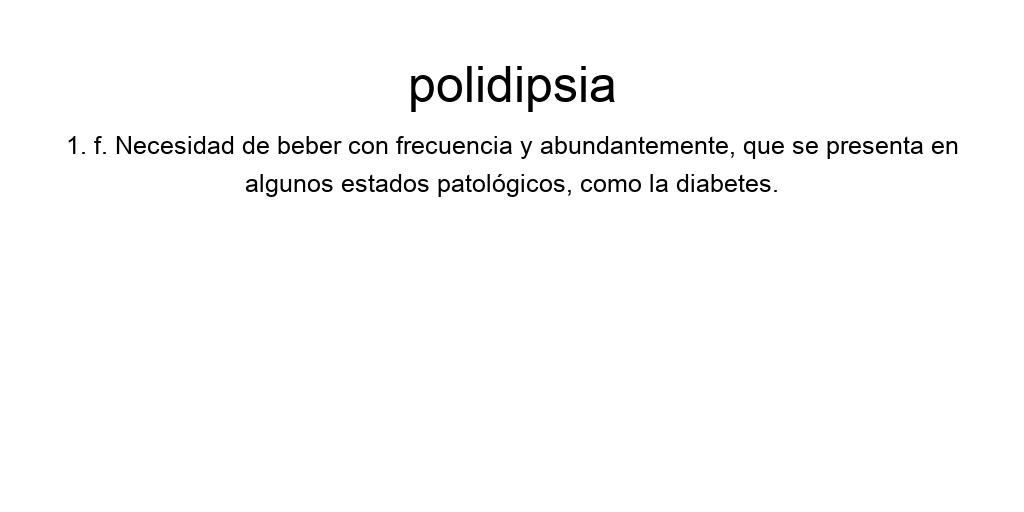 polidipsia
1. f. Necesidad de beber con frecuencia y abundantemente, que se presenta en
algunos estados patológicos, como la diabetes.